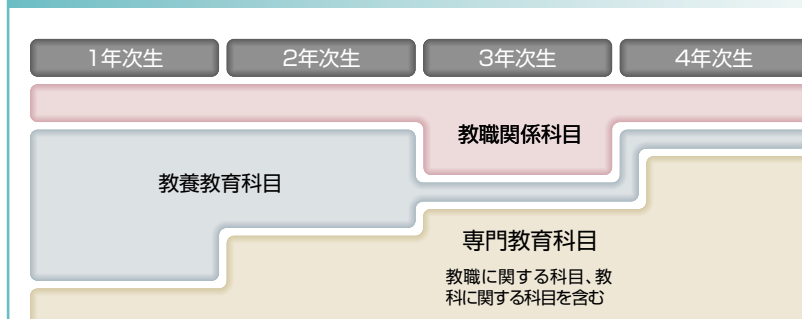 1年次生
2年次生
3年次生
4年次生
教職関係科目
教養教育科目
専門教育科目
教職に関する科目、教
科に関する科目を含む